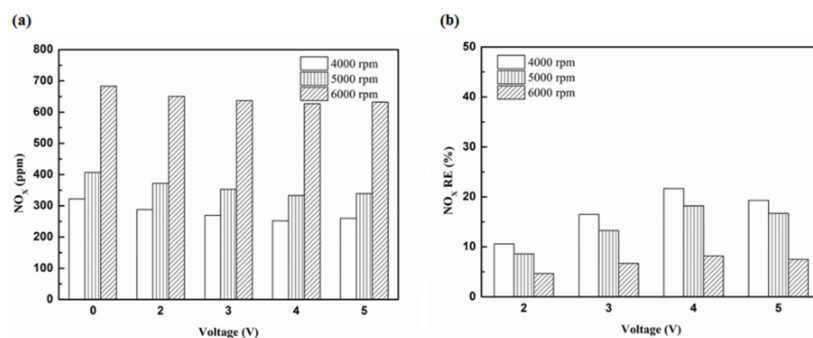 (a)
(b)
800
700
600
500
400
300
200
100
0
NOX (ppm)
4000 rpm
5000 rpm
6000 rpm
0 2 3 4 5
Voltage (V)
50
40
30
20
10
0
NOX RE (%)
4000 rpm
5000 rpm
6000 rpm
2 3 4 5
Voltage (V)